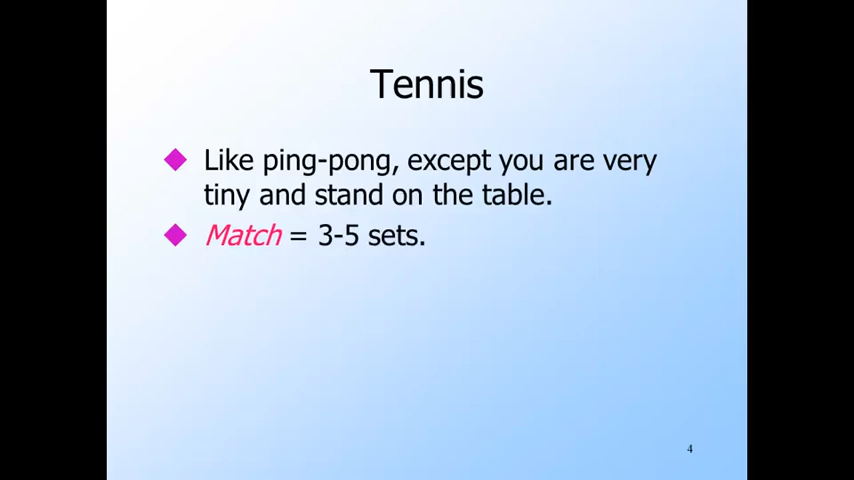 Tennis
Like ping-pong, except you are very
tiny and stand on the table.
Match = 3-5 sets.
4